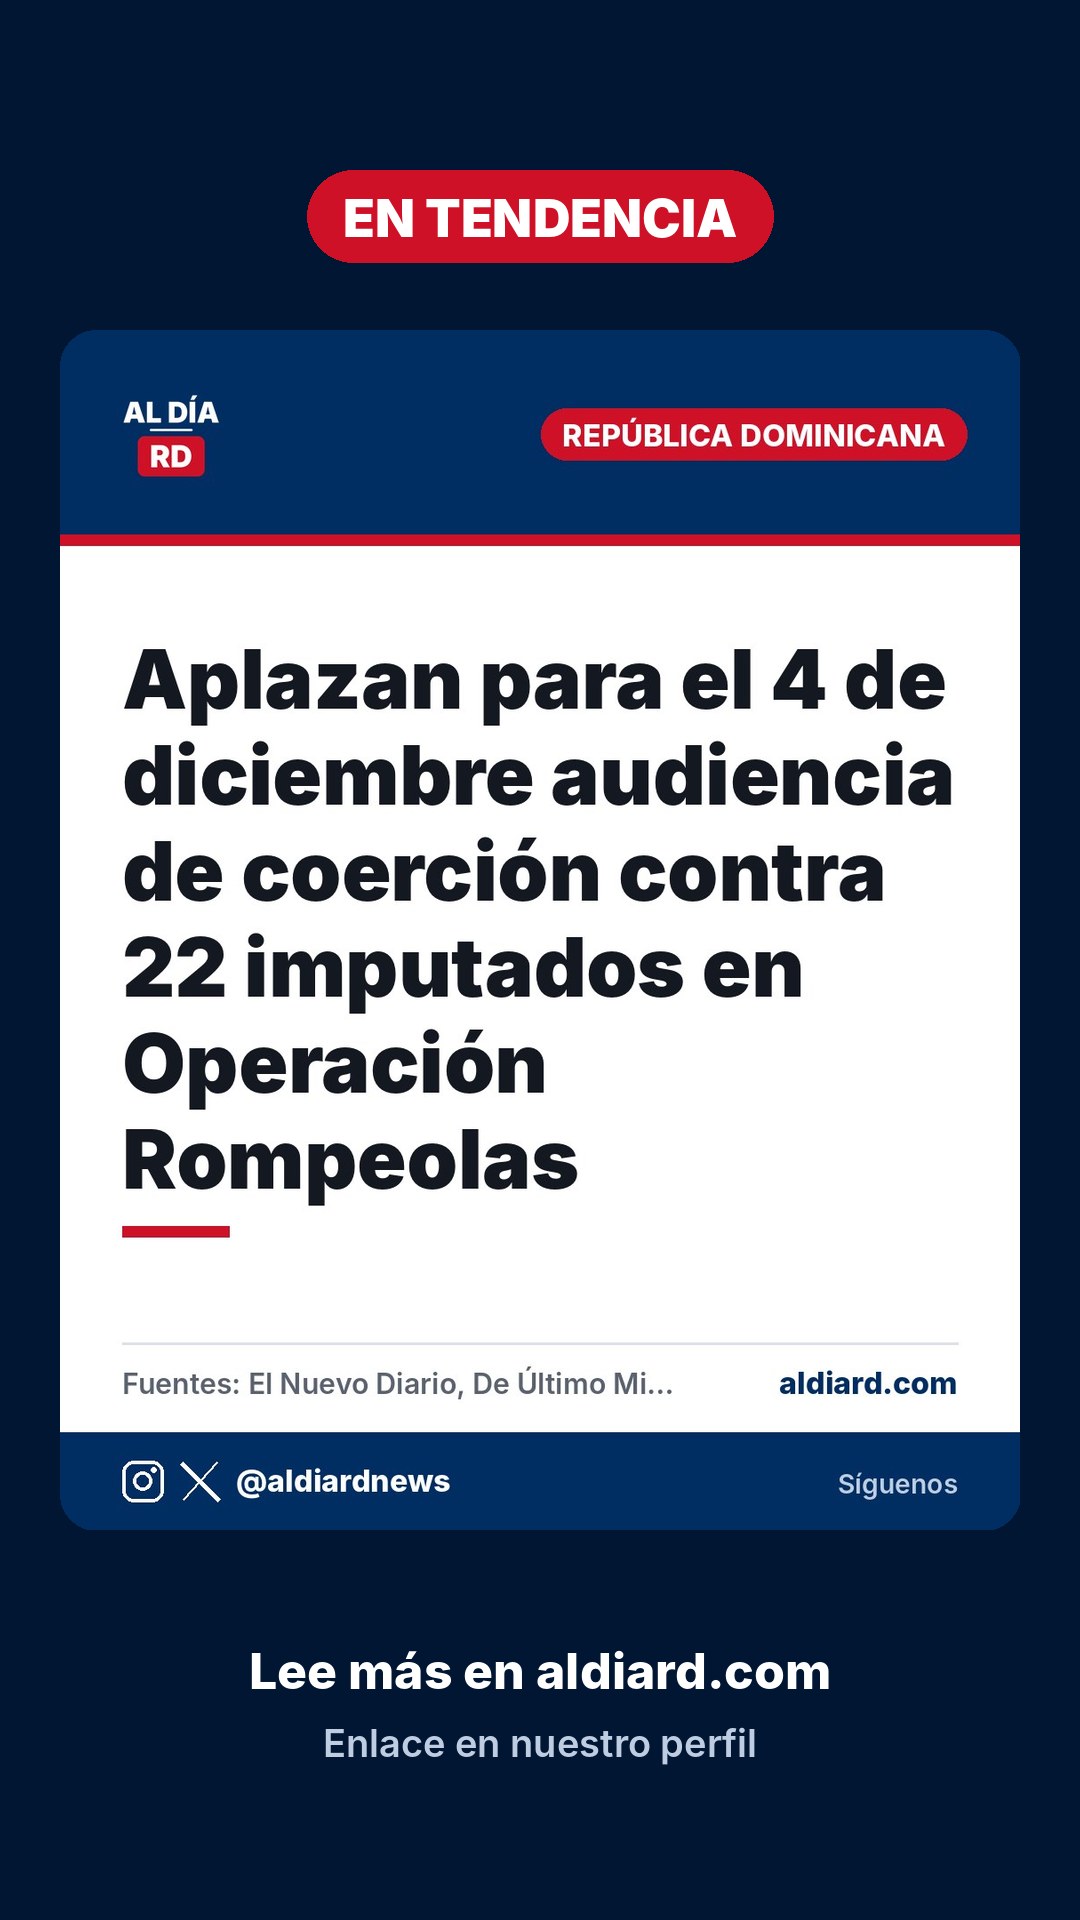 EN TENDENCIA
AL DÍA
RD
REPÚBLICA DOMINICANA
Aplazan para el 4 de
diciembre audiencia
de coerción contra
22 imputados en
Operación
Rompeolas
Fuentes: El Nuevo Diario, De Último Mi...
aldiard.com
@aldiardnews
Síguenos
Lee más en aldiard.com
Enlace en nuestro perfil